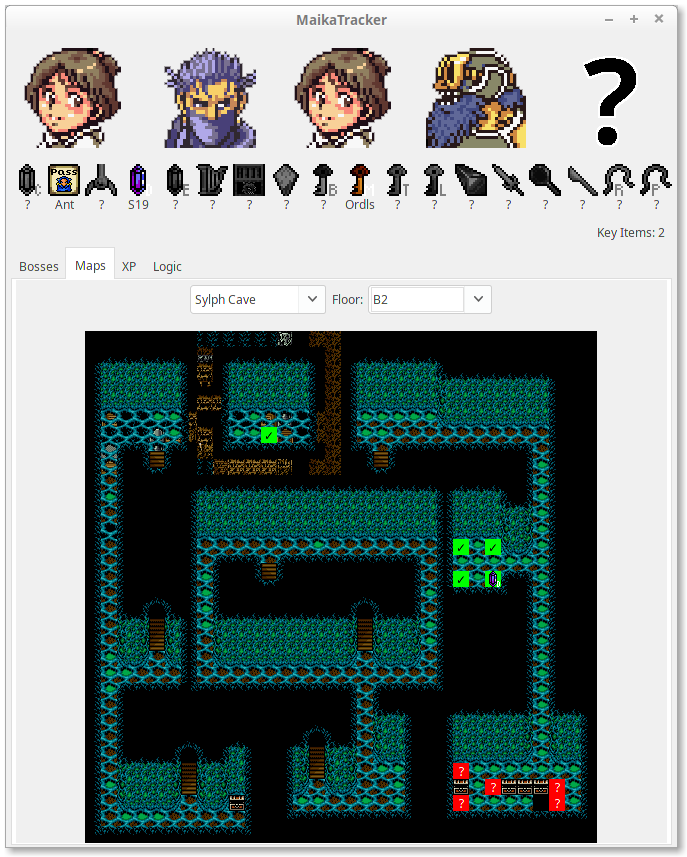 MaikaTracker
?
C E B M T L R F
Pass
? Ant ? S19 ? ? ? ? ? Ordls ? ? ? ? ? ? ? ?
Key Items: 2
Bosses Maps XP Logic
Sylph Cave Floor: B2
✓
✓ ✓
✓
?
? ?
? ?